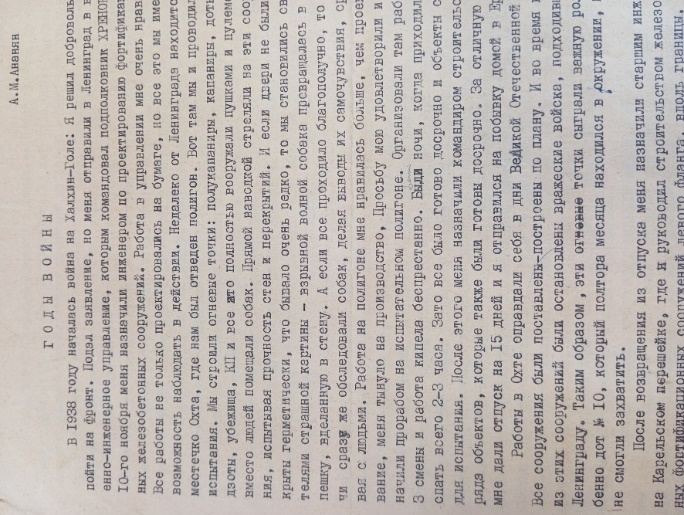 А.М.Ананян
ГОДЫ ВОЙНЫ
В 1938 году началась война на Халхин-Голе: Я решил доброволь
пойти на фронт. Подал заявление, но меня отправили в Ленинград в в
енно-инженерное управление, которым командовал подполковник ХРЕНО
10-го ноября меня назначили инженером по проектированию фортификац
ных железобетонных сооружений. Работа в управлении мне очень нрав
Все работы не только проектировались на бумаге, но все это мы име
возможность наблюдать в действии. Недалеко от Ленинграда находится
местечко Охта, где нам был отведен полигон. Вот там мы и проводил
испытания. Мы строили огневые точки: полукапаниры, капаниры, доты
дзоты, убежища, КП и все это полностью вооружали пушками и пулеме
вместо людей помещали собак. Прямой наводкой стреляли на эти соо
ния, испытывая прочность стен и перекрытий. И если двери не были
крыты герметически, что бывало очень редко, то мы становились св
телями страшной картины - взрывной волной собака превращалась в
пешку, вделанную в стену. А если все проходило благополучно, то
чи сразу же обследовали собак, делая выводы их самочувствия, ср
вая с людьми. Работа на полигоне мне нравилась больше, чем проек
вание, меня тянуло на производство, Просьбу мою удовлетворили и
начили прорабом на испытательном полигоне. Организовали там раб
3 смены и работа кипела беспрестанно. Были ночи, когда приходил
спать всего 2-3 часа. Зато все было готово досрочно и объекты с
для испытания. После этого меня назначили командиром строительс
ряда объектов, которые также были готовы досрочно. За отличную р
мне дали отпуск на 15 дней и я отправился на побывку домой в Ер
Работы в Охте оправдали себя в дни Великой Отечественной
Все сооружения были поставлены-построены по плану. И во время
из этих сооружений были остановлены вражеские войска, подходив
Ленинграду. Таким образом, эти огневые точки сыграли важную ро
бенно дот № 10, который полтора месяца находился в окружении,
не смогли захватить.
После возвращения из отпуска меня назначили старшим инж
на Карельском перешейке, где я руководил строительством железо
ных фостификационных сооружений левого фланга, вдоль границы,